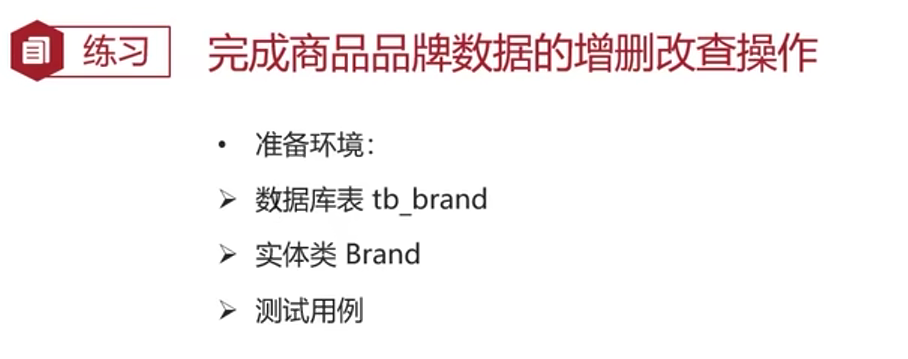 练习
完成商品品牌数据的增删改查操作
• 准备环境：
➢ 数据库表 tb_brand
➢ 实体类 Brand
➢ 测试用例